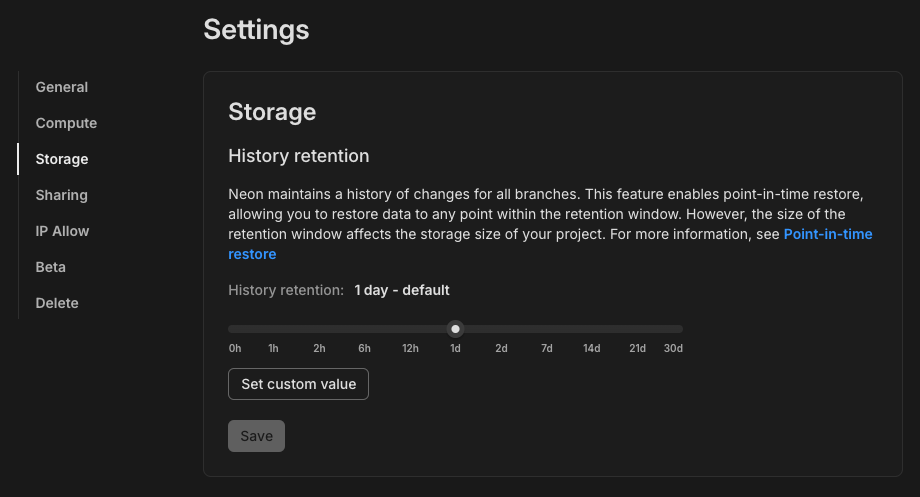 Settings
General
Compute
Storage
Sharing
IP Allow
Beta
Delete
Storage
History retention
Neon maintains a history of changes for all branches. This feature enables point-in-time restore,
allowing you to restore data to any point within the retention window. However, the size of the
retention window affects the storage size of your project. For more information, see Point-in-time
restore
History retention: 1 day - default
0h 1h 2h 6h 12h 1d 2d 7d 14d 21d 30d
Set custom value
Save